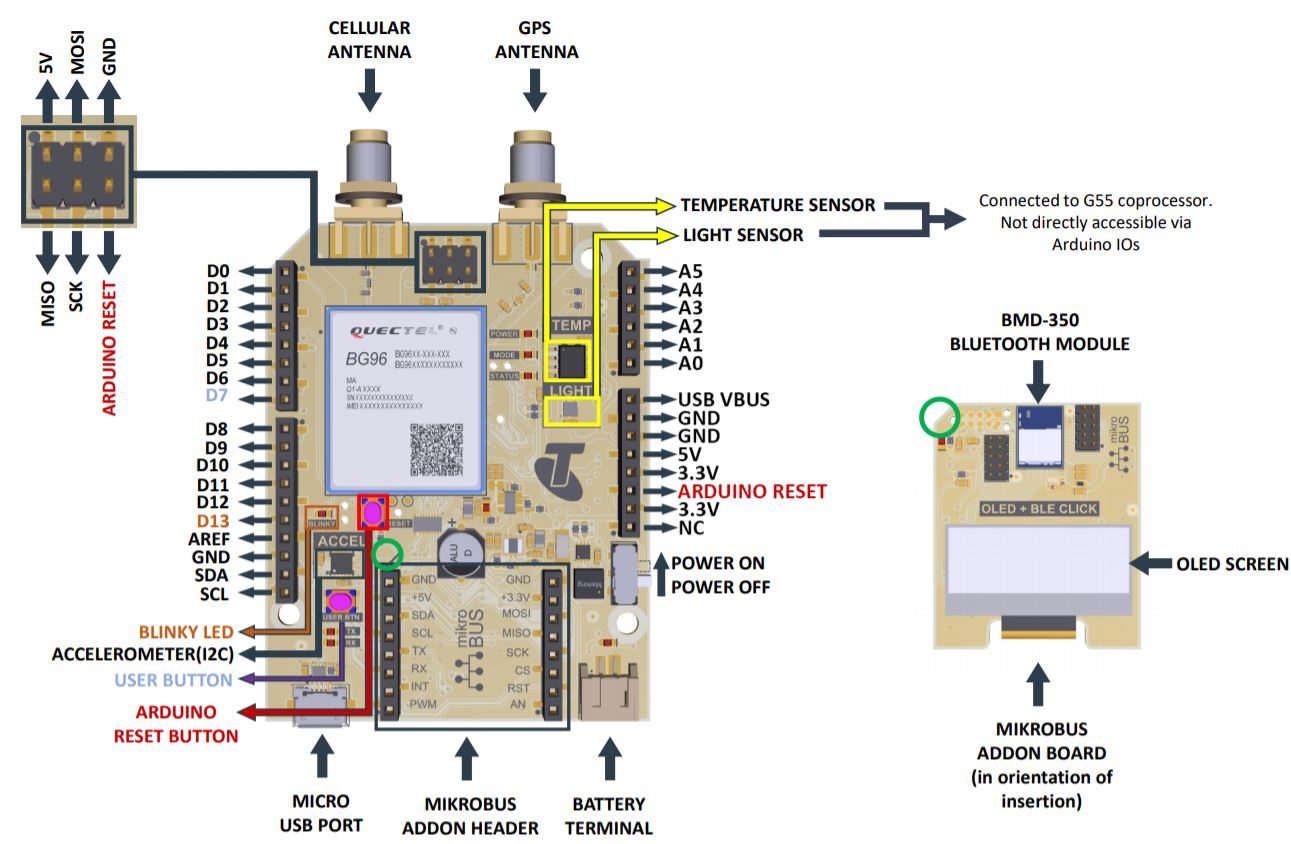 CELLULAR
ANTENNA
GPS
ANTENNA
5V
MOSI
GND
MISO
SCK
ARDUINO RESET
TEMPERATURE SENSOR
LIGHT SENSOR
Connected to G55 coprocessor.
Not directly accessible via
Arduino IOs
D0
D1
D2
D3
D4
D5
D6
D7
D8
D9
D10
D11
D12
D13
AREF
GND
SDA
SCL
BLINKY LED
ACCELEROMETER(I2C)
USER BUTTON
ARDUINO
RESET BUTTON
QUECTEL
BG96
BG96XX-XXX-XXX
BG96XXXXXXXXXXXX
MA
Q1-A XXXX
SN:XXXXXXXXXXXXXXX
IMEI:XXXXXXXXXXXXXXX
POWER
MODE
STATUS
TEMP
LIGHT
T
BLINKY
RESET
ACCEL
USER BTN
TX
RX
ALU
D
+
Marking
GND
+5V
SDA
SCL
TX
RX
INT
PWM
mikro
BUS
GND
+3.3V
MOSI
MISO
SCK
CS
RST
AN
A5
A4
A3
A2
A1
A0
USB VBUS
GND
GND
5V
3.3V
ARDUINO RESET
3.3V
NC
POWER ON
POWER OFF
BMD-350
BLUETOOTH MODULE
mikro
BUS
OLED + BLE CLICK
OLED SCREEN
MIKROBUS
ADDON BOARD
(in orientation of
insertion)
MICRO
USB PORT
MIKROBUS
ADDON HEADER
BATTERY
TERMINAL